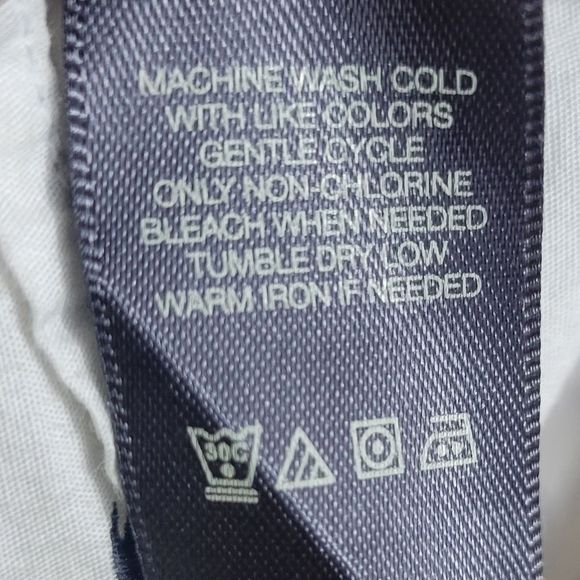 MACHINE WASH COLD
WITH LIKE COLORS
GENTLE CYCLE
ONLY NON-CHLORINE
BLEACH WHEN NEEDED
TUMBLE DRY LOW
WARM IRON IF NEEDED
30C